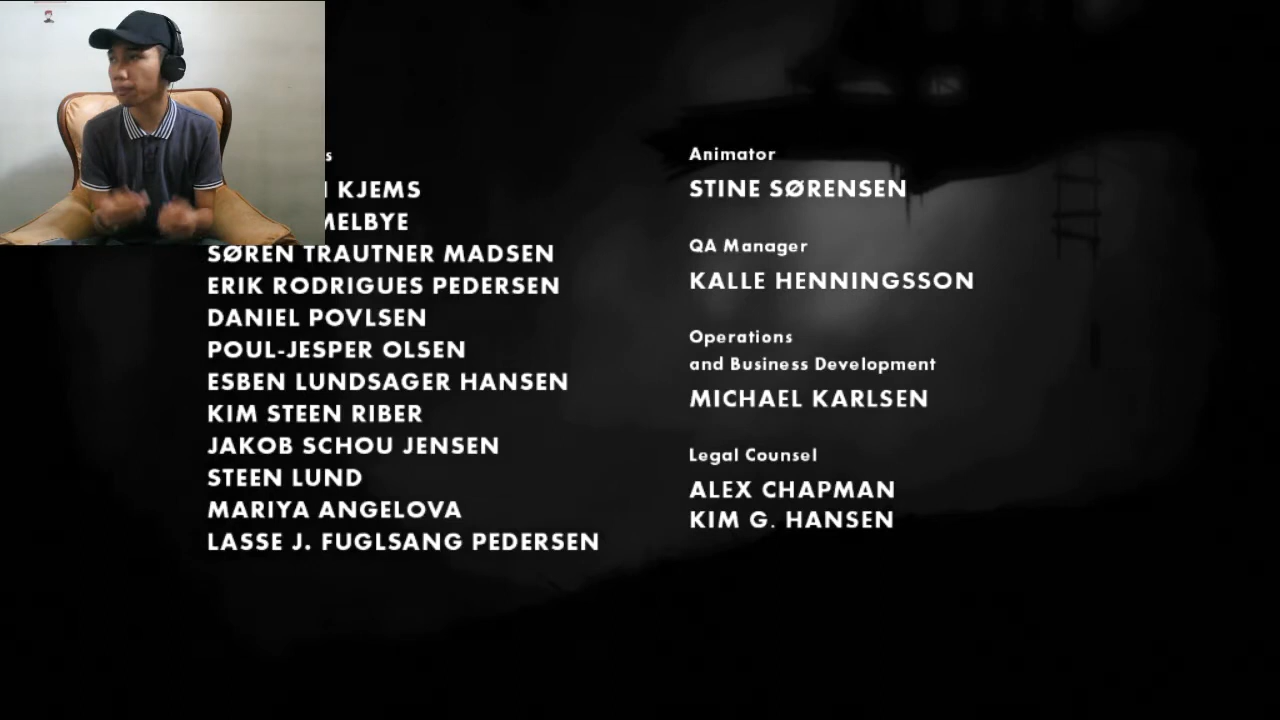 KJEMS
MELBYE
SØREN TRAUTNER MADSEN
ERIK RODRIGUES PEDERSEN
DANIEL POVLSEN
POUL-JESPER OLSEN
ESBEN LUNDSAGER HANSEN
KIM STEEN RIBER
JAKOB SCHOU JENSEN
STEEN LUND
MARIYA ANGELOVA
LASSE J. FUGLSANG PEDERSEN
Animator
STINE SØRENSEN
QA Manager
KALLE HENNINGSSON
Operations
and Business Development
MICHAEL KARLSEN
Legal Counsel
ALEX CHAPMAN
KIM G. HANSEN